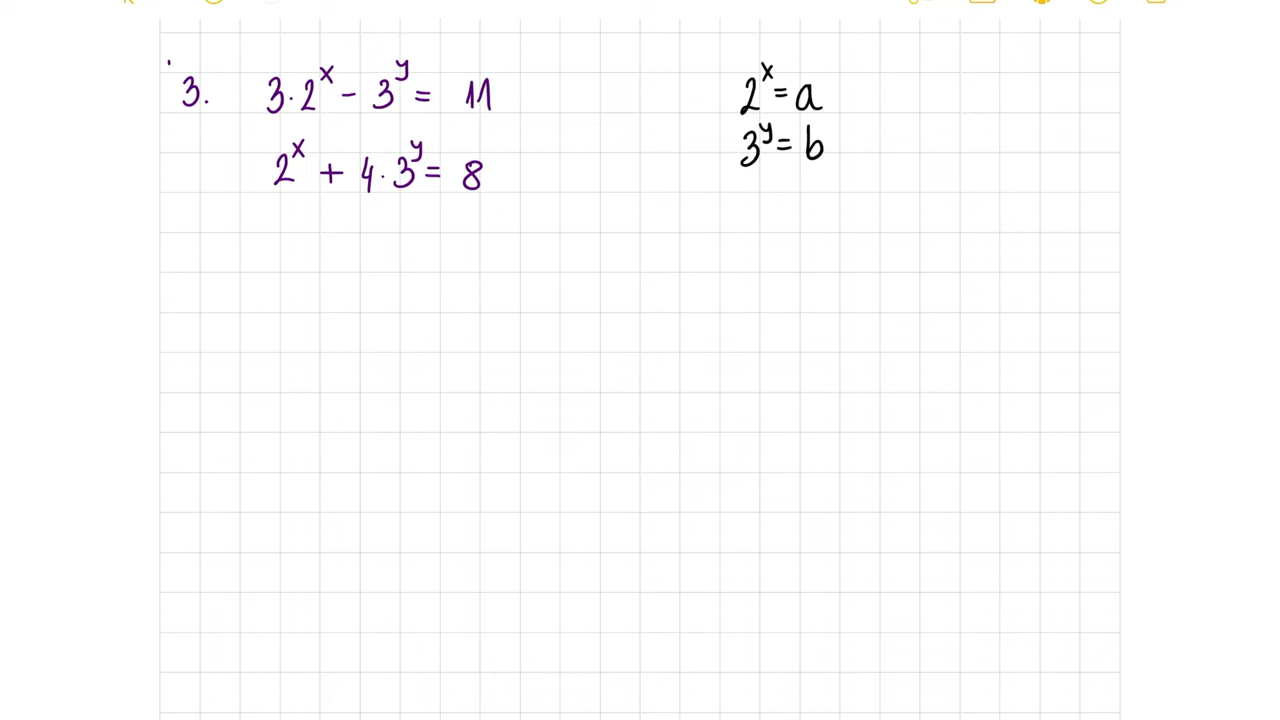 3. 3·2^x - 3^y = 11
2^x + 4·3^y = 8
2^x = a
3^y = b